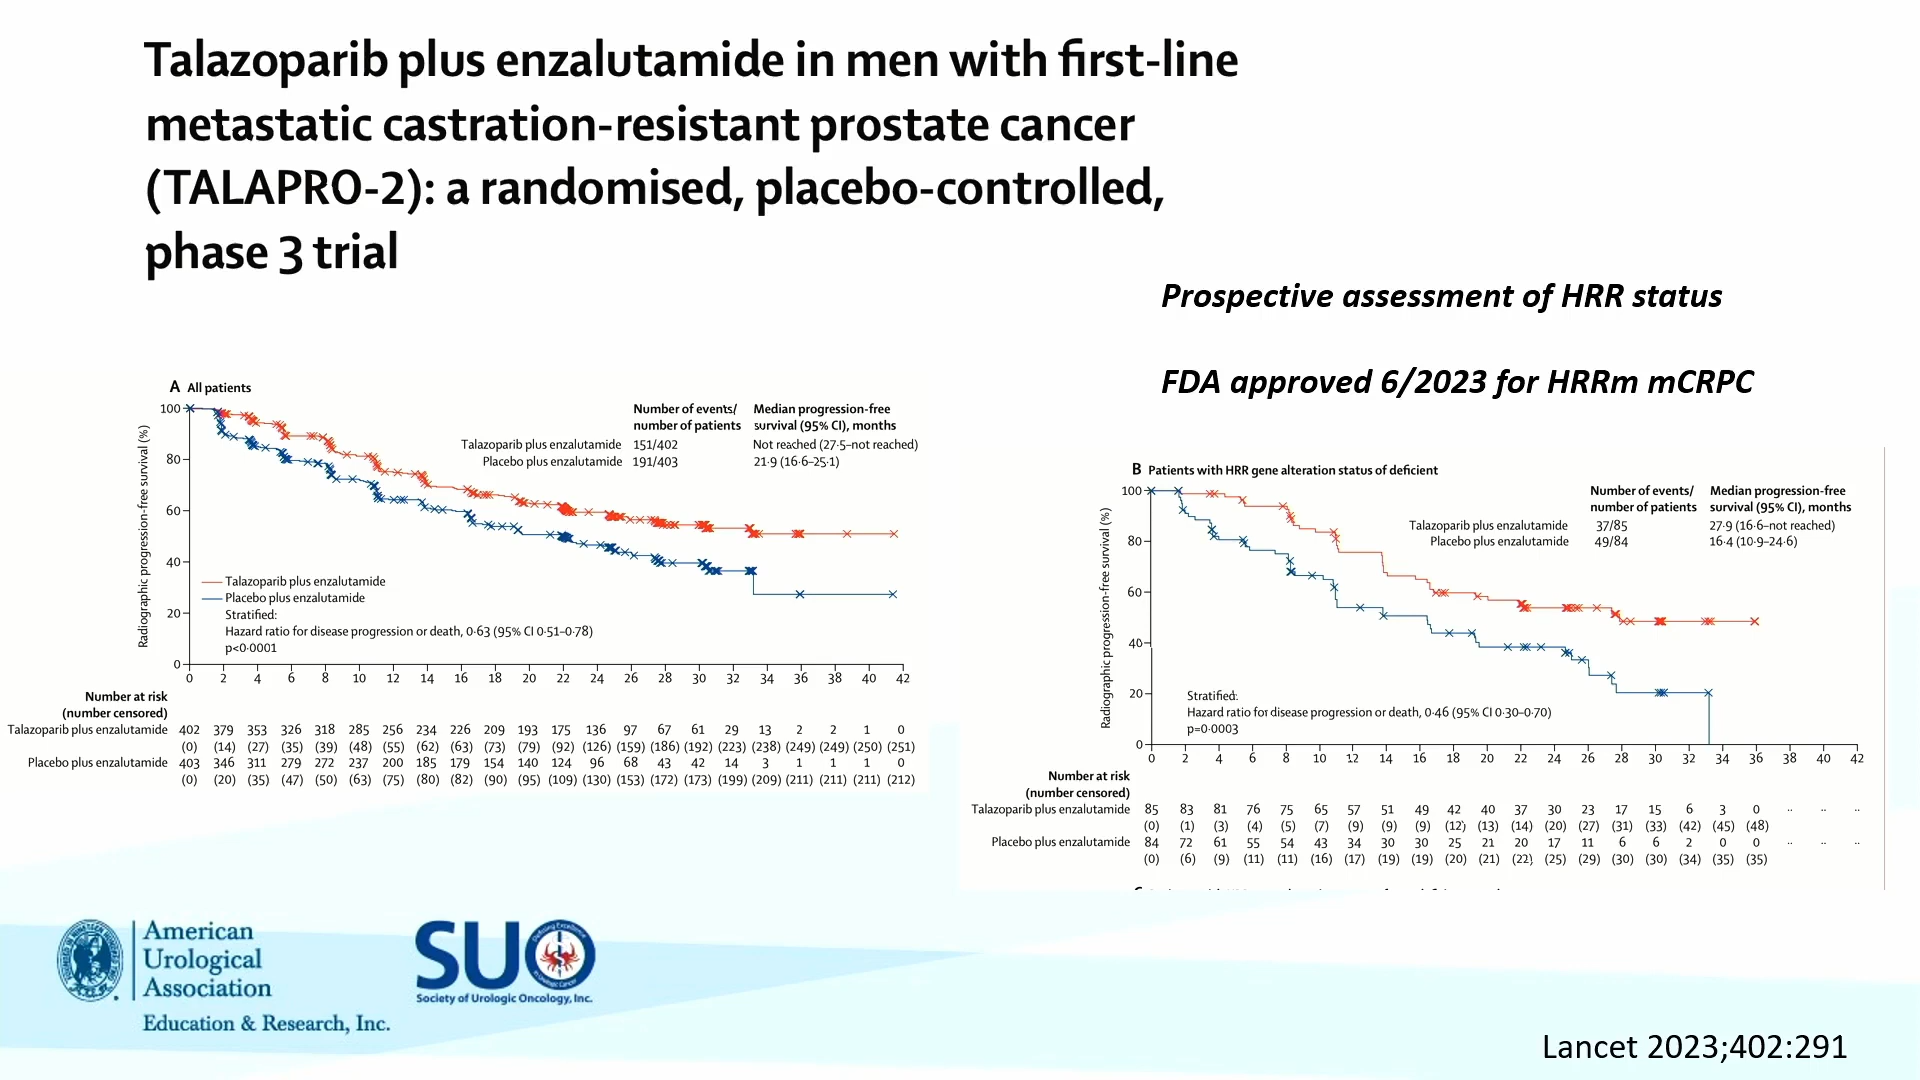 Talazoparib plus enzalutamide in men with first-line
metastatic castration-resistant prostate cancer
(TALAPRO-2): a randomised, placebo-controlled,
phase 3 trial
Prospective assessment of HRR status
FDA approved 6/2023 for HRRm mCRPC
A All patients
Radiographic progression-free survival (%)
100
80
60
40
20
0
Number of events/ Median progression-free
number of patients survival (95% CI), months
Talazoparib plus enzalutamide 151/402 Not reached (27·5–not reached)
Placebo plus enzalutamide 191/403 21·9 (16·6–25·1)
Talazoparib plus enzalutamide
Placebo plus enzalutamide
Stratified:
Hazard ratio for disease progression or death, 0·63 (95% CI 0·51–0·78)
p<0·0001
0 2 4 6 8 10 12 14 16 18 20 22 24 26 28 30 32 34 36 38 40 42
Number at risk
(number censored)
Talazoparib plus enzalutamide 402 379 353 326 318 285 256 234 226 209 193 175 136 97 67 61 29 13 2 2 1 0
(0) (14) (27) (35) (39) (48) (55) (62) (63) (73) (79) (92) (126) (159) (186) (192) (223) (238) (249) (249) (250) (251)
Placebo plus enzalutamide 403 346 311 279 272 237 200 185 179 154 140 124 96 68 43 42 14 3 1 1 1 0
(0) (20) (35) (47) (50) (63) (75) (80) (82) (90) (95) (109) (130) (153) (172) (173) (199) (209) (211) (211) (211) (212)
B Patients with HRR gene alteration status of deficient
Radiographic progression-free survival (%)
100
80
60
40
20
0
Number of events/ Median progression-free
number of patients survival (95% CI), months
Talazoparib plus enzalutamide 37/85 27·9 (16·6–not reached)
Placebo plus enzalutamide 49/84 16·4 (10·9–24·6)
Stratified:
Hazard ratio for disease progression or death, 0·46 (95% CI 0·30–0·70)
p=0·0003
0 2 4 6 8 10 12 14 16 18 20 22 24 26 28 30 32 34 36 38 40 42
Number at risk
(number censored)
Talazoparib plus enzalutamide 85 83 81 76 75 65 57 51 49 42 40 37 30 23 17 15 6 3 0 ·· ·· ··
(0) (1) (3) (4) (5) (7) (9) (9) (9) (12) (13) (14) (20) (27) (31) (33) (42) (45) (48)
Placebo plus enzalutamide 84 72 61 55 54 43 34 30 30 25 21 20 17 11 6 6 2 0 0 ·· ·· ··
(0) (6) (9) (11) (11) (16) (17) (19) (19) (20) (21) (22) (25) (29) (30) (30) (34) (35) (35)
American
Urological
Association
Education & Research, Inc.
SUO
Society of Urologic Oncology, Inc.
Lancet 2023;402:291